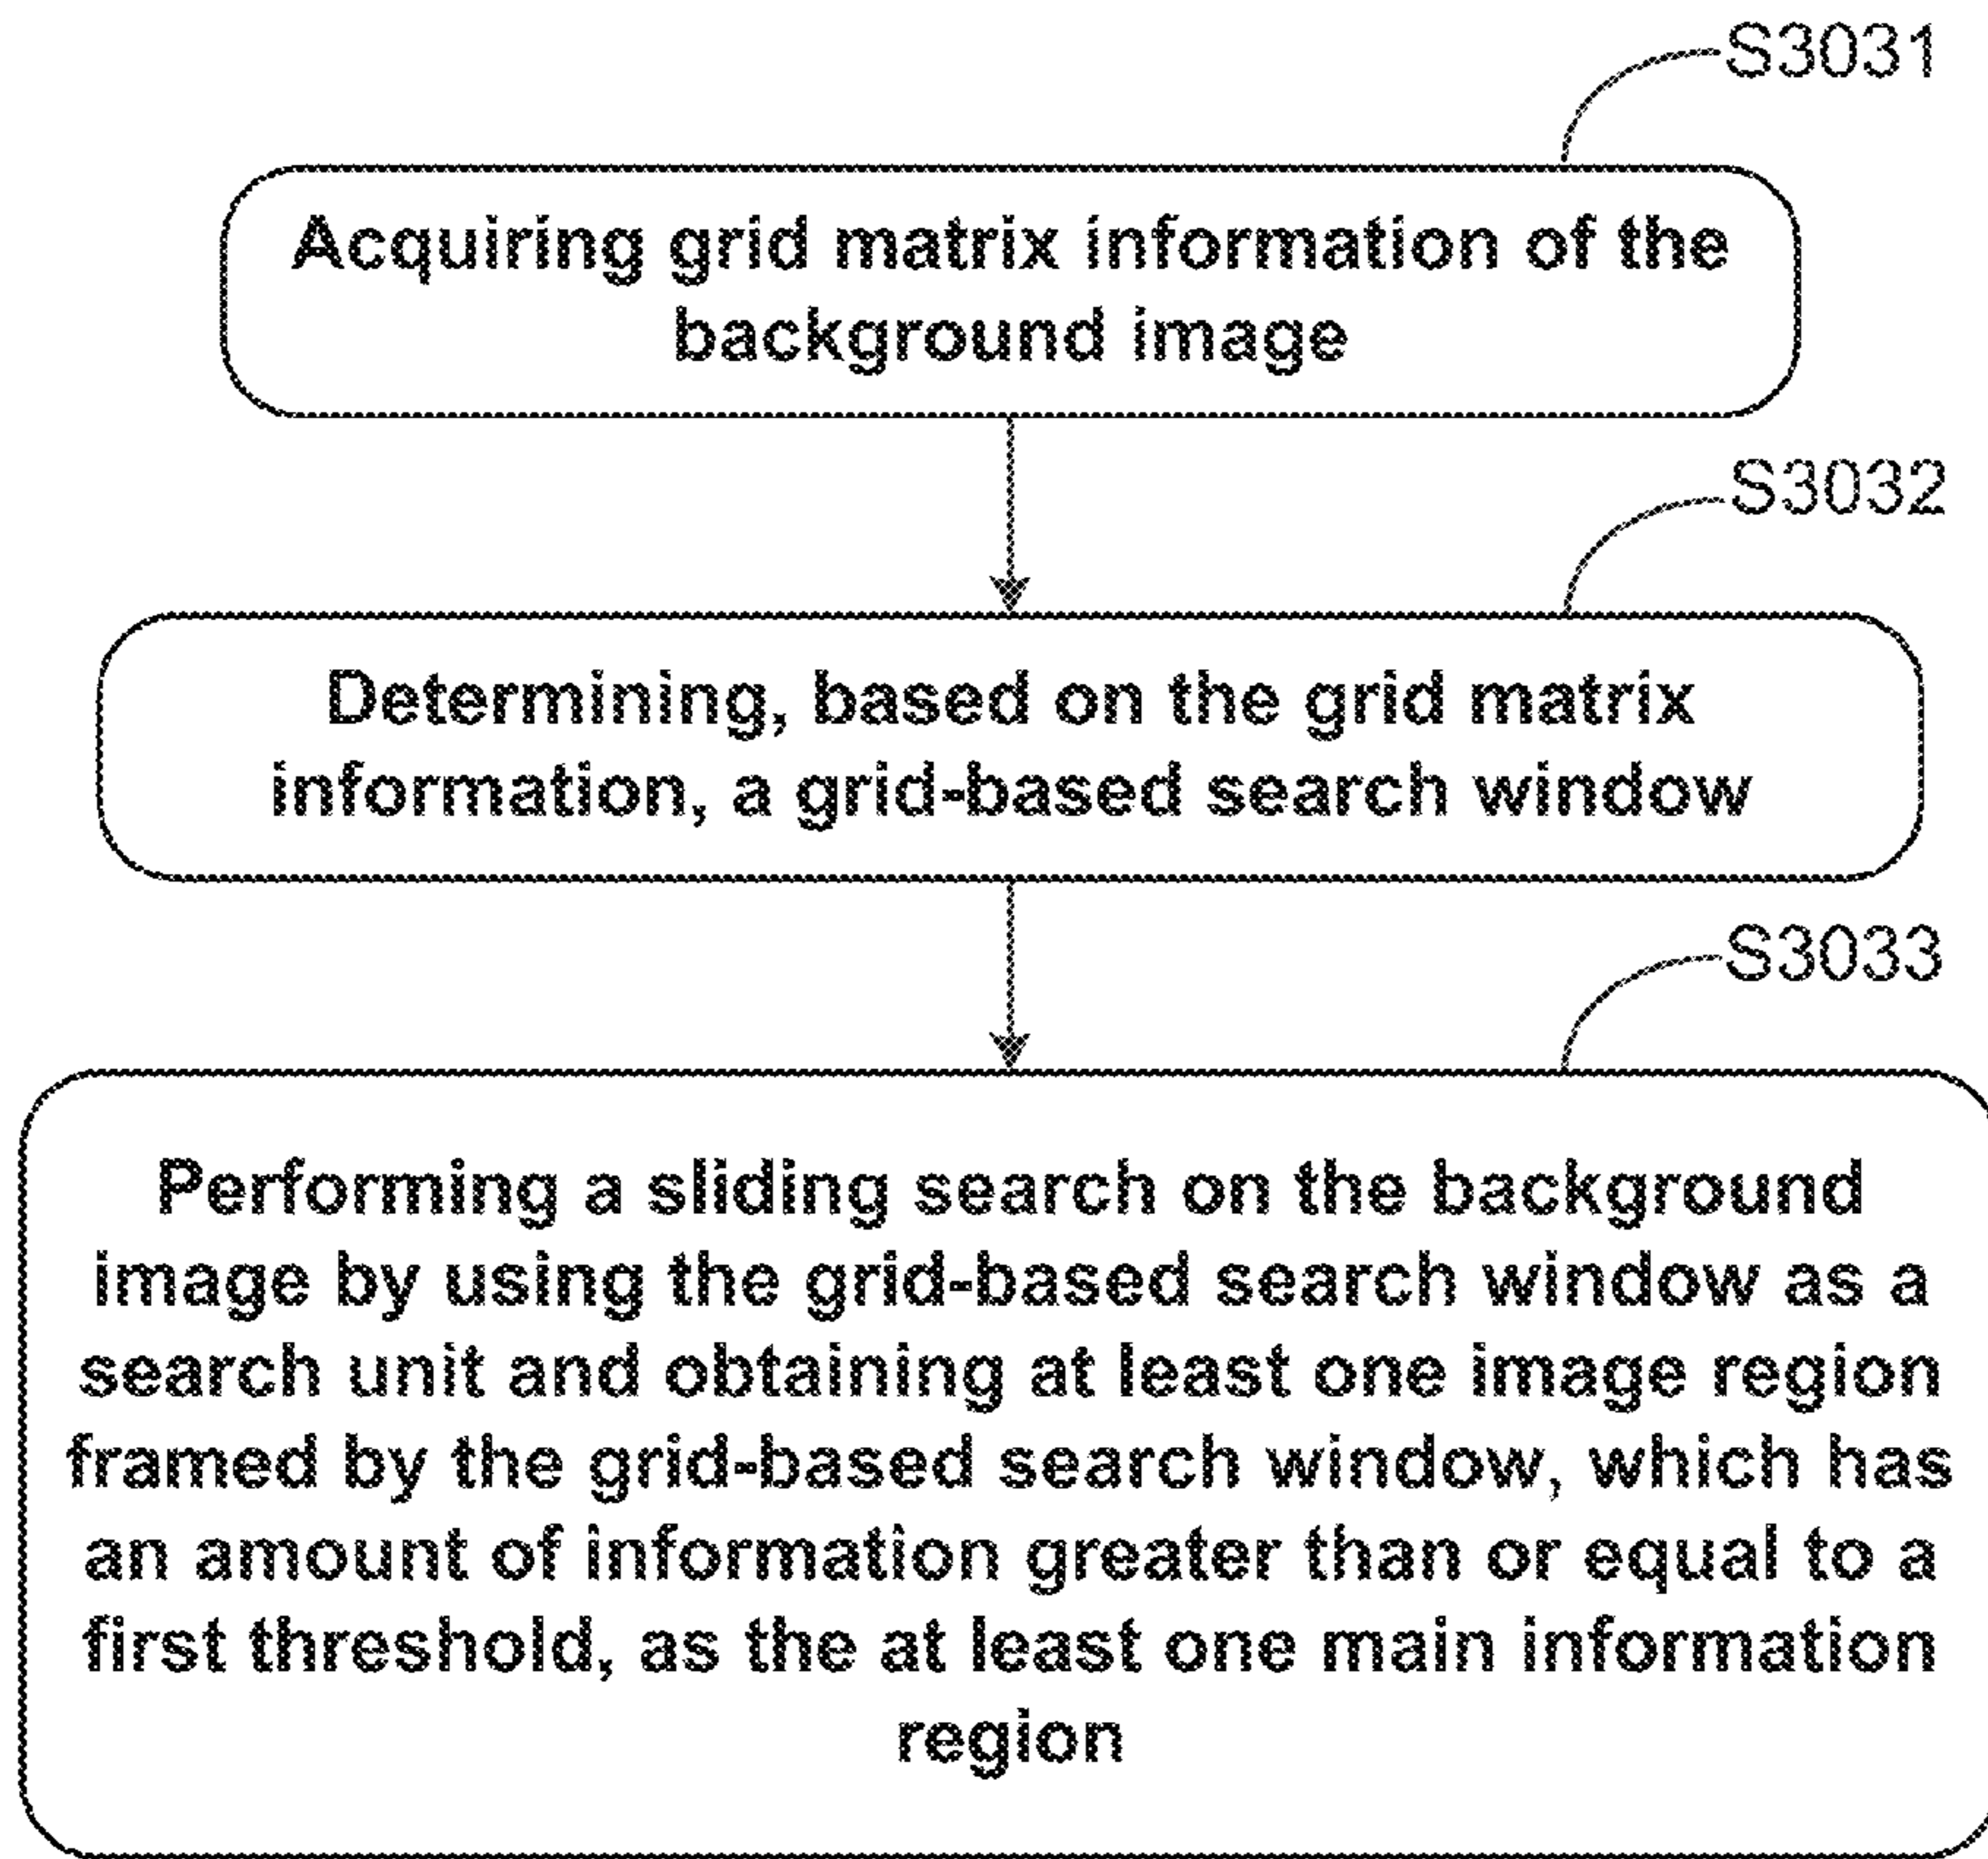 S3031
Acquiring grid matrix information of the
background image
S3032
Determining, based on the grid matrix
information, a grid-based search window
S3033
Performing a sliding search on the background
image by using the grid-based search window as a
search unit and obtaining at least one image region
framed by the grid-based search window, which has
an amount of information greater than or equal to a
first threshold, as the at least one main information
region